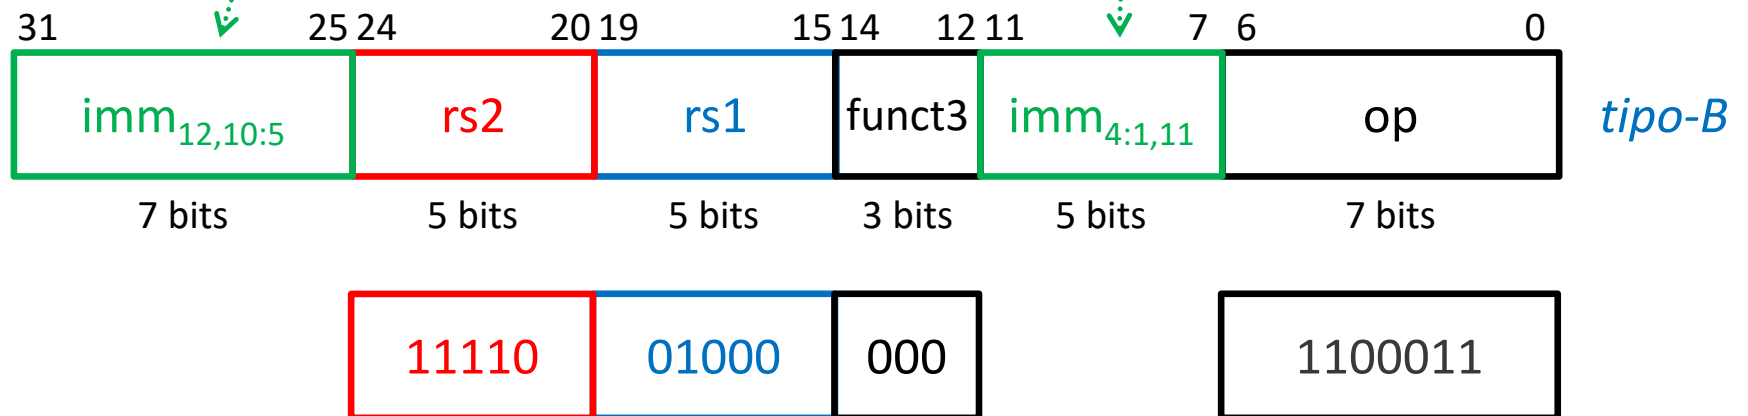 31 25 24 20 19 15 14 12 11 7 6 0
imm12,10:5 rs2 rs1 funct3 imm4:1,11 op tipo-B
7 bits 5 bits 5 bits 3 bits 5 bits 7 bits
11110 01000 000 1100011